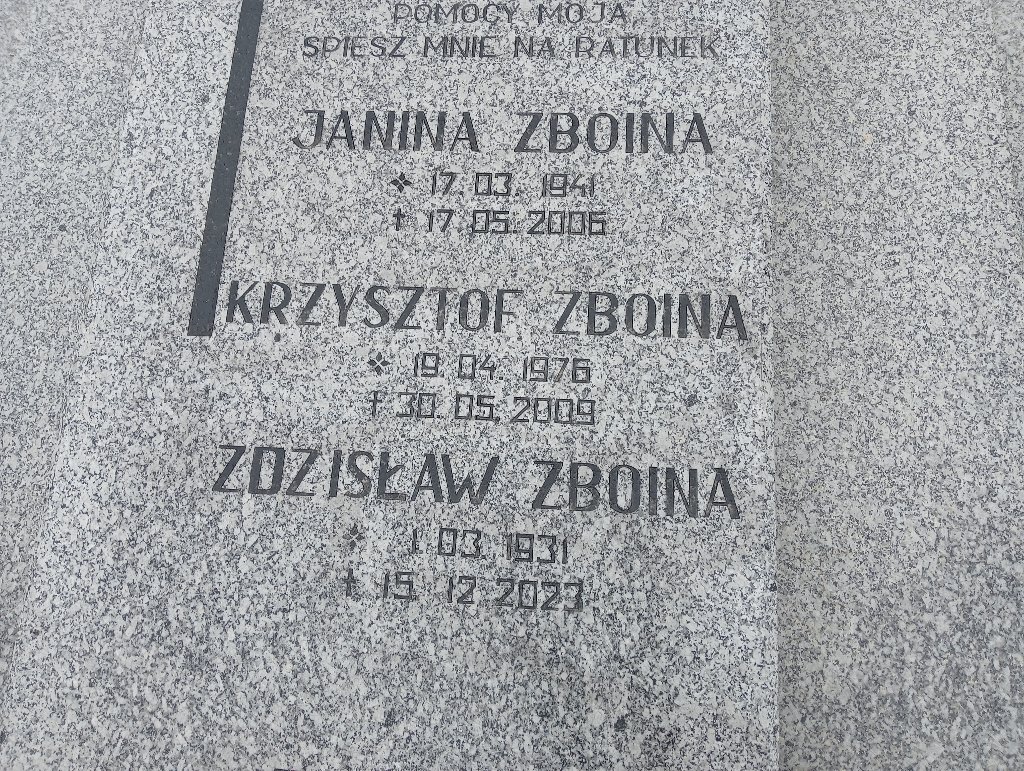 POMOCY MOJA,
SPIESZ MNIE NA RATUNEK"
JANINA ZBOINA
17. 03. 1941
† 17. 05. 2006
KRZYSZTOF ZBOINA
19. 04. 1976
† 30. 05. 2009
ZDZISŁAW ZBOINA
1 03. 1931
† 15. 12 2023